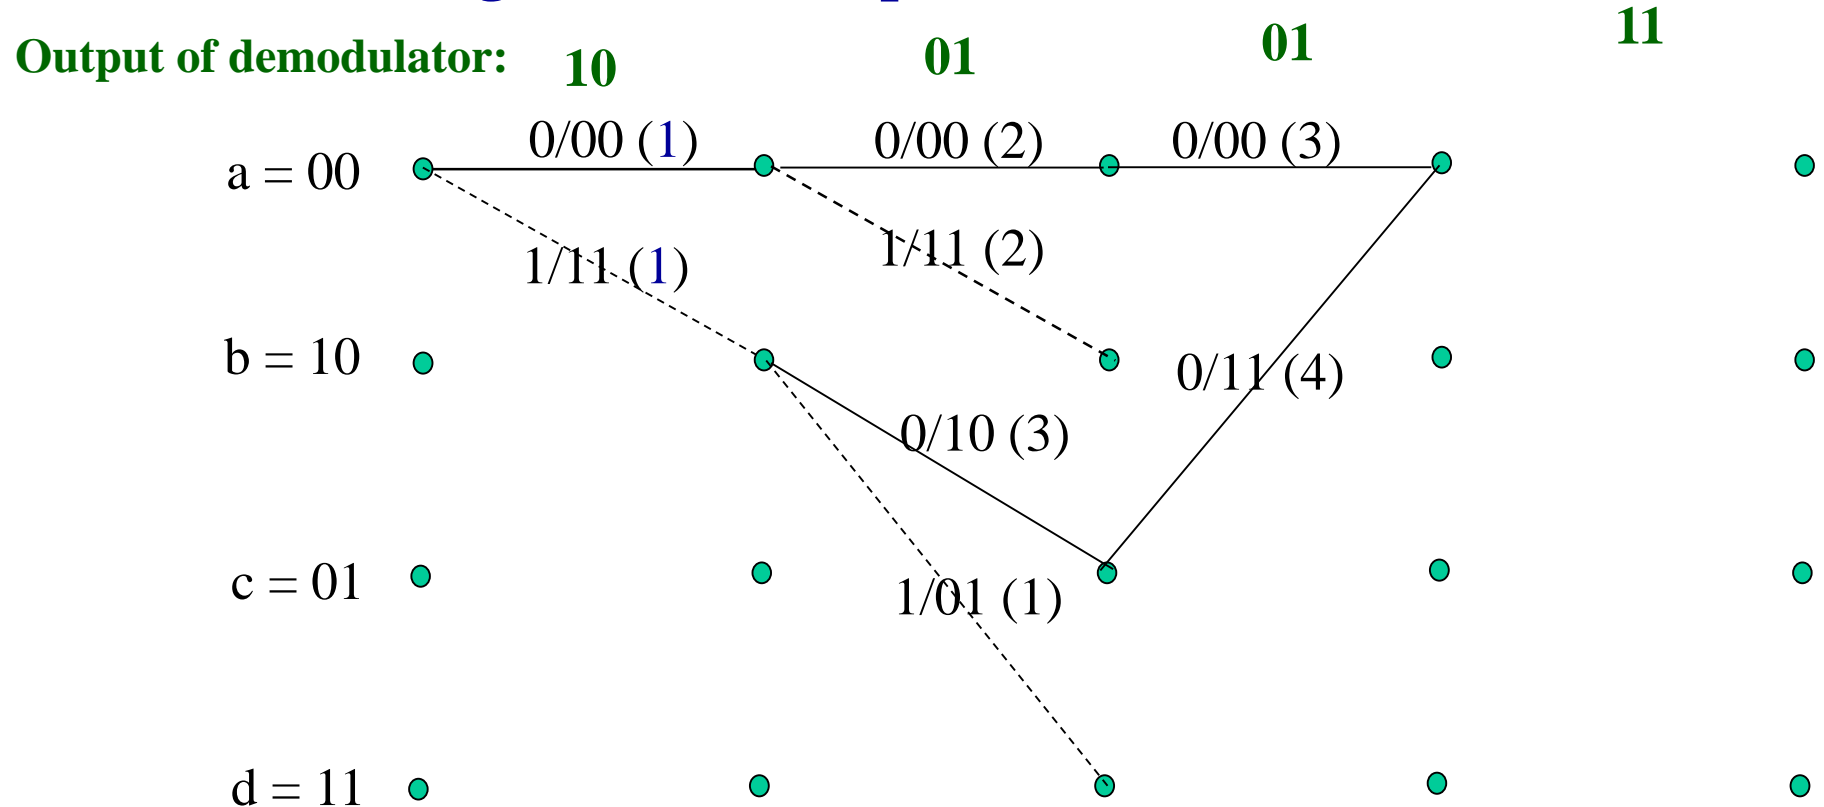 Output of demodulator: 10 01 01 11
0/00 (1) 0/00 (2) 0/00 (3)
a = 00
1/11 (1) 1/11 (2)
b = 10 0/11 (4)
0/10 (3)
c = 01 1/01 (1)
d = 11